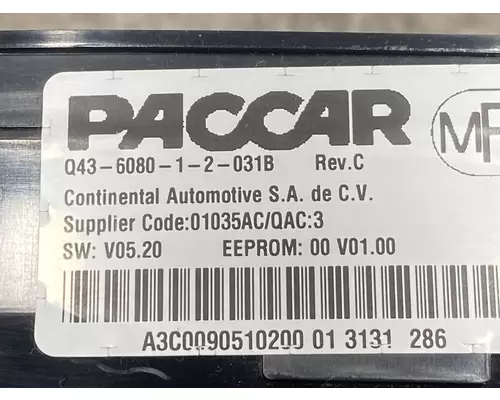 PACCAR
Q43-6080-1-2-031B Rev.C
Continental Automotive S.A. de C.V.
Supplier Code:01035AC/QAC:3
SW: V05.20 EEPROM: 00 V01.00
A3C0090510200 01 3131 286